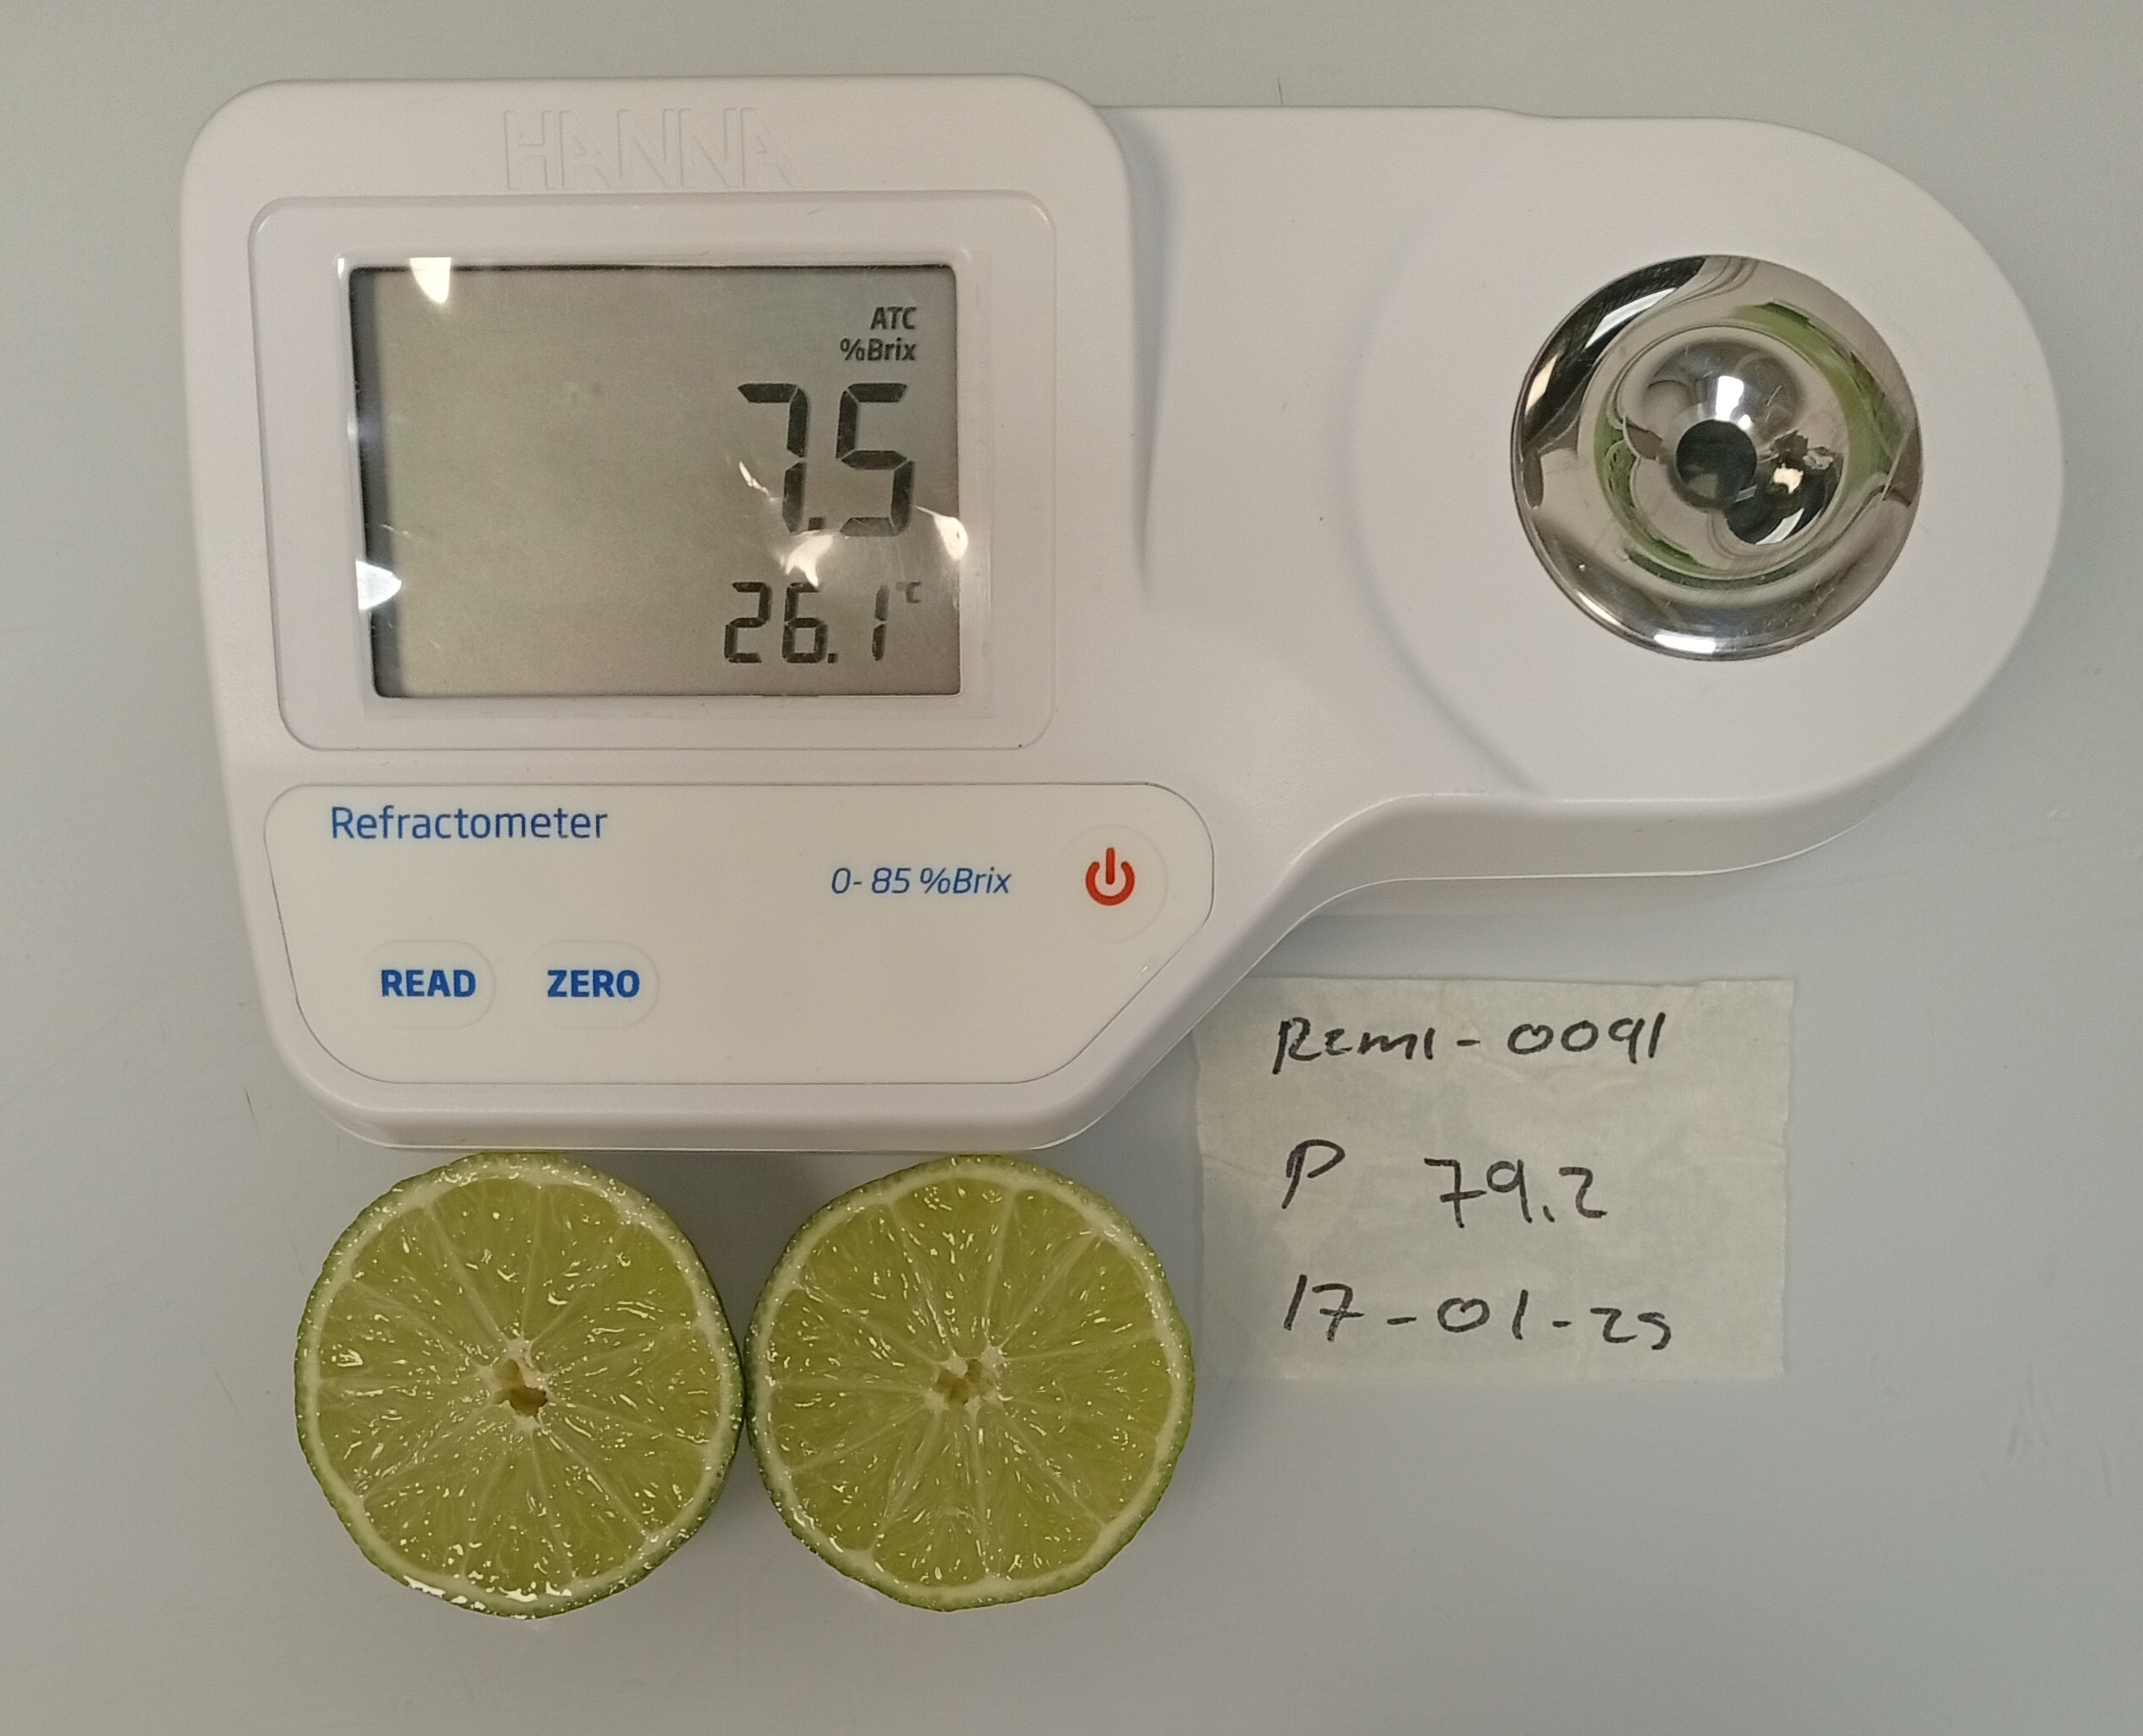 HANNA
ATC
%Brix
7.5
26.1°C
Refractometer
0-85 %Brix
READ
ZERO
RZM1-0091
P 79.2
17-01-25